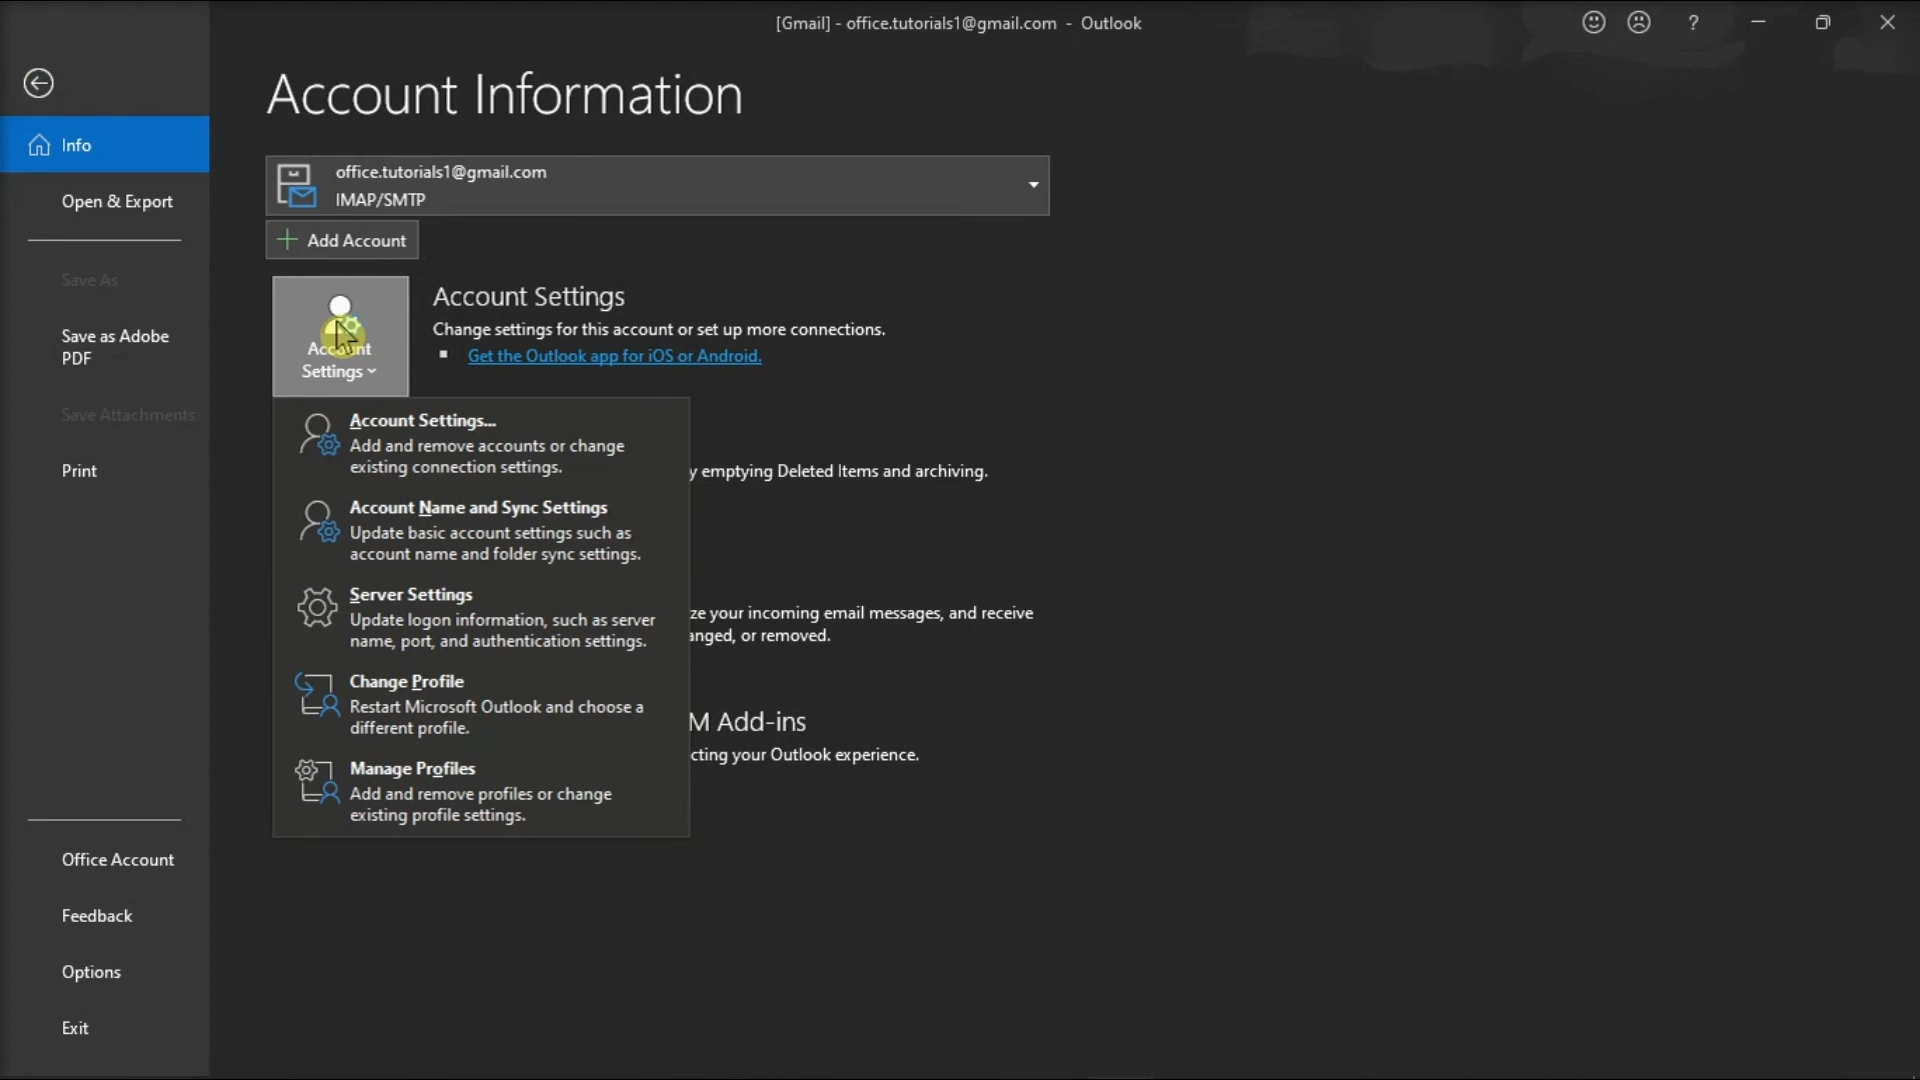 [Gmail] - office.tutorials1@gmail.com - Outlook
?
Account Information
Info
Open & Export
Save As
Save as Adobe
PDF
Save Attachments
Print
Office Account
Feedback
Options
Exit
office.tutorials1@gmail.com
IMAP/SMTP
Add Account
Account
Settings
Account Settings
Change settings for this account or set up more connections.
Get the Outlook app for iOS or Android.
Account Settings...
Add and remove accounts or change
existing connection settings.
Account Name and Sync Settings
Update basic account settings such as
account name and folder sync settings.
Server Settings
Update logon information, such as server
name, port, and authentication settings.
Change Profile
Restart Microsoft Outlook and choose a
different profile.
Manage Profiles
Add and remove profiles or change
existing profile settings.
y emptying Deleted Items and archiving.
ze your incoming email messages, and receive
anged, or removed.
M Add-ins
cting your Outlook experience.